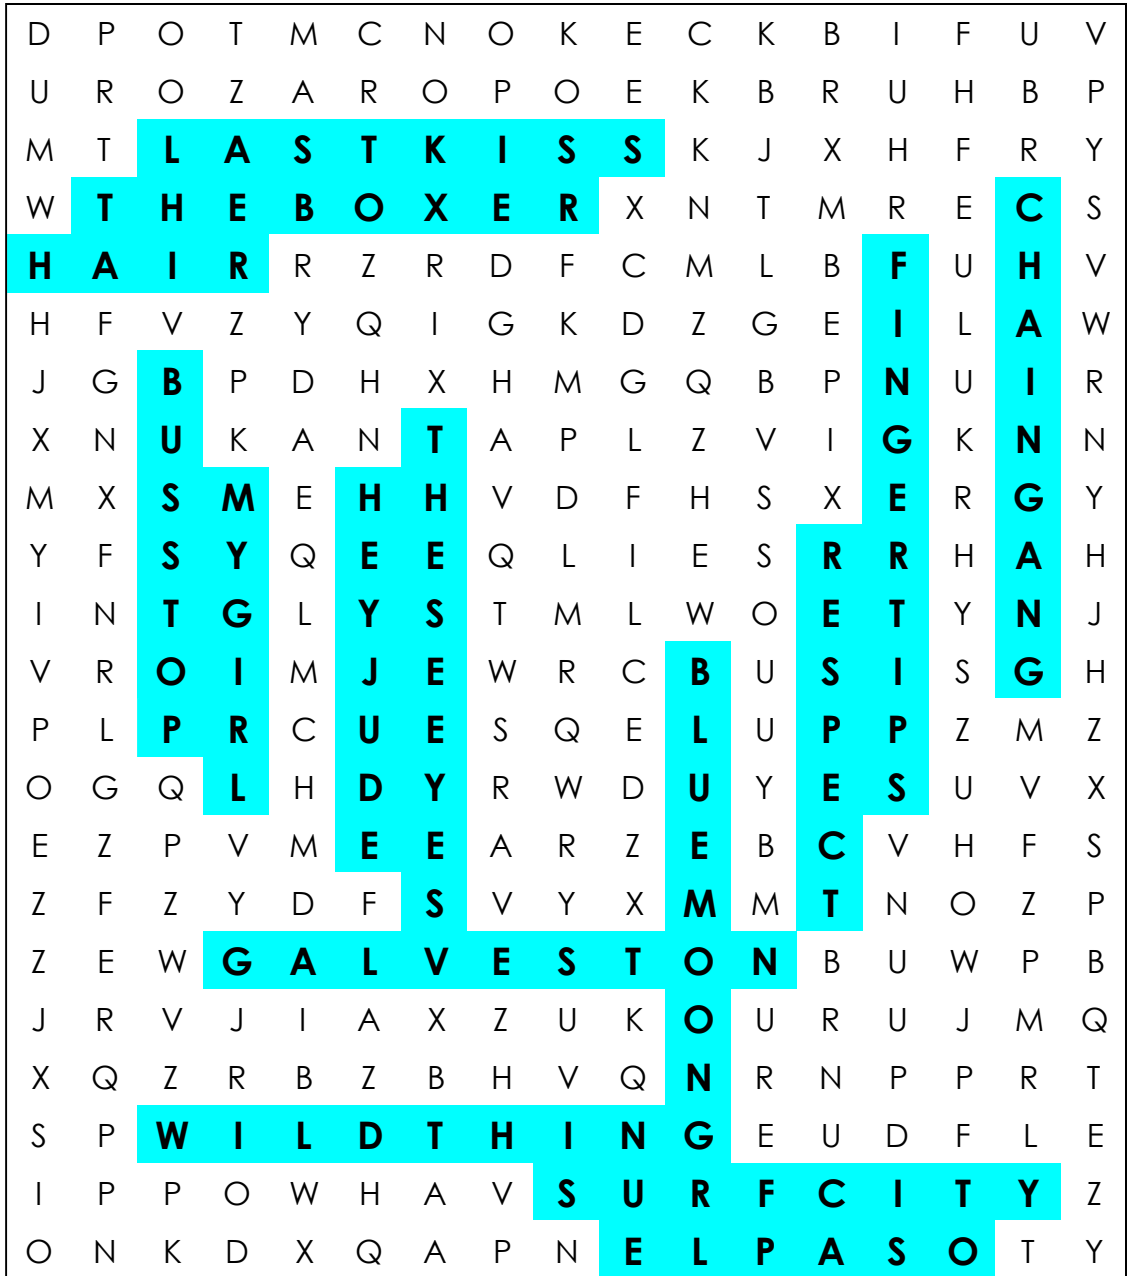 D P O T M C N O K E C K B I F U V
U R O Z A R O P O E K B R U H B P
M T L A S T K I S S K J X H F R Y
W T H E B O X E R X N T M R E C S
H A I R R Z R D F C M L B F U H V
H F V Z Y Q I G K D Z G E I L A W
J G B P D H X H M G Q B P N U I R
X N U K A N T A P L Z V I G K N N
M X S M E H H V D F H S X E R G Y
Y F S Y Q E E Q L I E S R R H A H
I N T G L Y S T M L W O E T Y N J
V R O I M J E W R C B U S I S G H
P L P R C U E S Q E L U P P Z M Z
O G Q L H D Y R W D U Y E S U V X
E Z P V M E E A R Z E B C V H F S
Z F Z Y D F S V Y X M M T N O Z P
Z E W G A L V E S T O N B U W P B
J R V J I A X Z U K O U R U J M Q
X Q Z R B Z B H V Q N R N P P R T
S P W I L D T H I N G E U D F L E
I P P O W H A V S U R F C I T Y Z
O N K D X Q A P N E L P A S O T Y